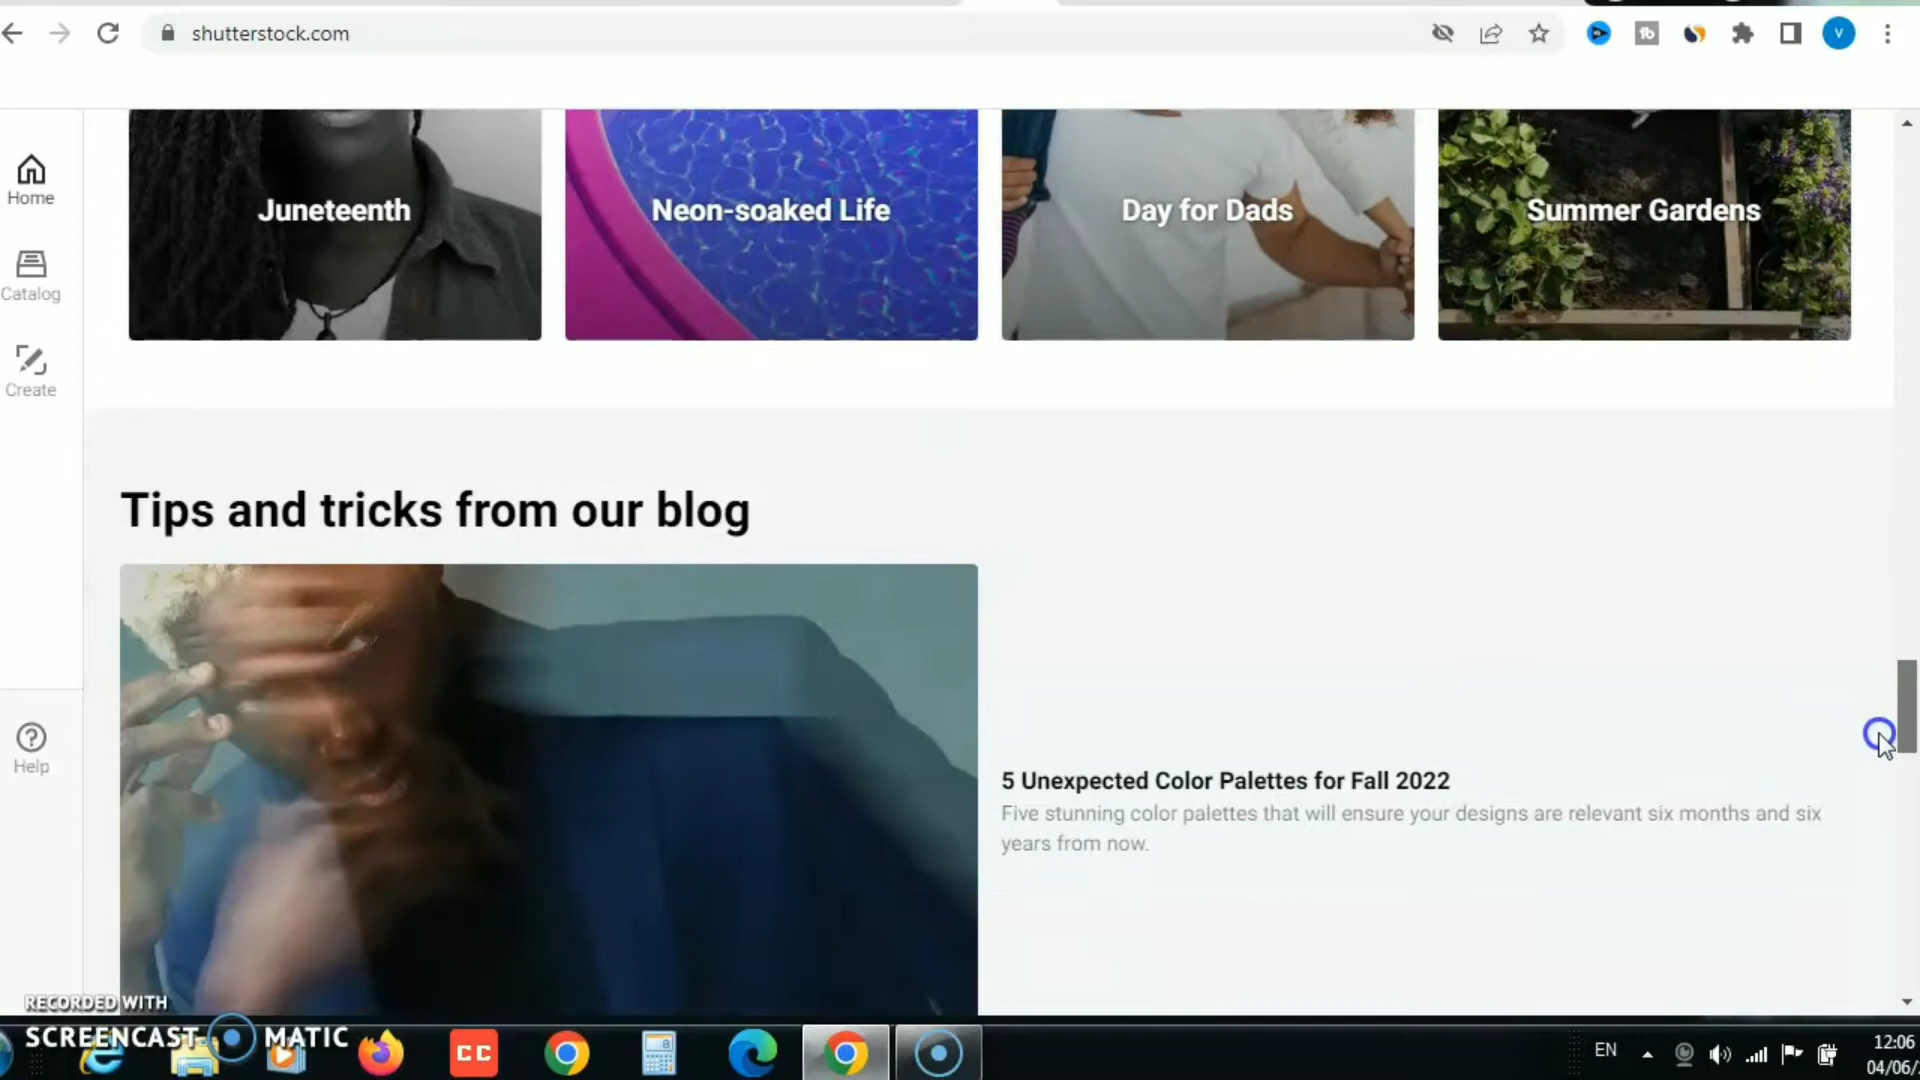 shutterstock.com
V
Home
Catalog
Create
Help
Juneteenth
Neon-soaked Life
Day for Dads
Summer Gardens
Tips and tricks from our blog
5 Unexpected Color Palettes for Fall 2022
Five stunning color palettes that will ensure your designs are relevant six months and six
years from now.
RECORDED WITH
SCREENCAST MATIC
CC
EN
12:06
04/06/